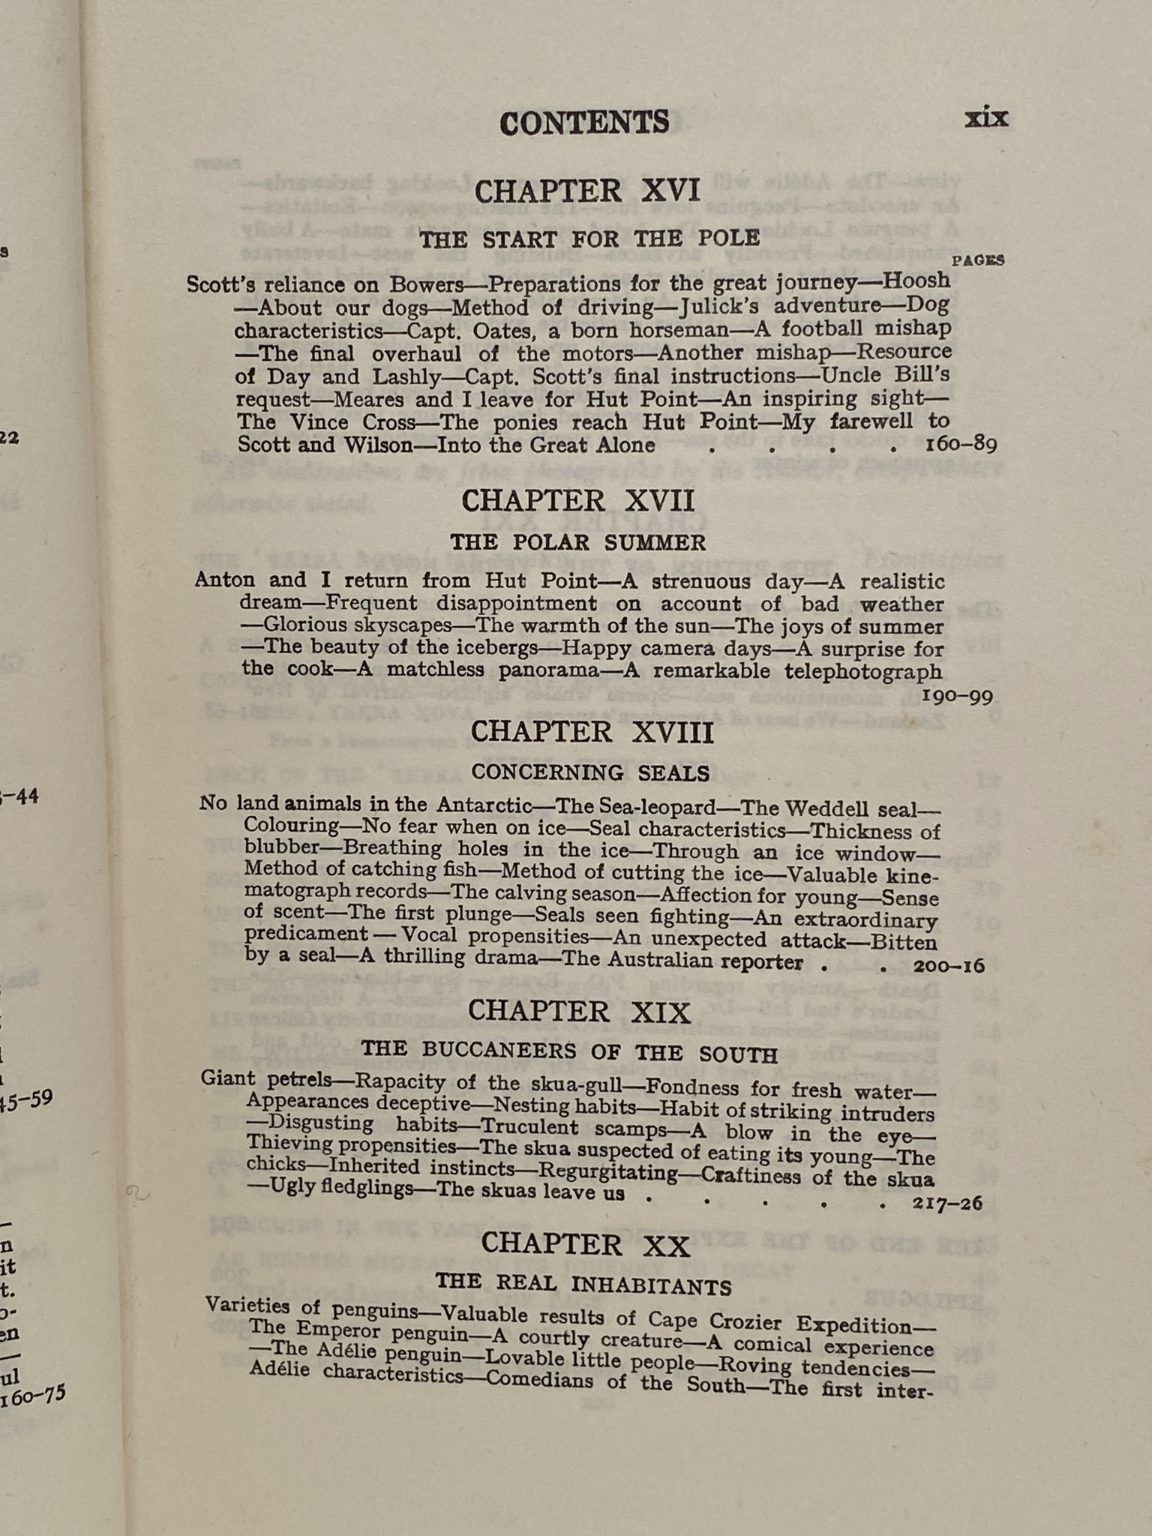 CONTENTS xix
CHAPTER XVI
THE START FOR THE POLE
PAGES
Scott's reliance on Bowers—Preparations for the great journey—Hoosh
—About our dogs—Method of driving—Julick's adventure—Dog
characteristics—Capt. Oates, a born horseman—A football mishap
—The final overhaul of the motors—Another mishap—Resource
of Day and Lashly—Capt. Scott's final instructions—Uncle Bill's
request—Meares and I leave for Hut Point—An inspiring sight—
The Vince Cross—The ponies reach Hut Point—My farewell to
Scott and Wilson—Into the Great Alone . . . . 160–89
CHAPTER XVII
THE POLAR SUMMER
Anton and I return from Hut Point—A strenuous day—A realistic
dream—Frequent disappointment on account of bad weather
—Glorious skyscapes—The warmth of the sun—The joys of summer
—The beauty of the icebergs—Happy camera days—A surprise for
the cook—A matchless panorama—A remarkable telephotograph
190–99
CHAPTER XVIII
CONCERNING SEALS
No land animals in the Antarctic—The Sea-leopard—The Weddell seal—
Colouring—No fear when on ice—Seal characteristics—Thickness of
blubber—Breathing holes in the ice—Through an ice window—
Method of catching fish—Method of cutting the ice—Valuable kine-
matograph records—The calving season—Affection for young—Sense
of scent—The first plunge—Seals seen fighting—An extraordinary
predicament — Vocal propensities—An unexpected attack—Bitten
by a seal—A thrilling drama—The Australian reporter . . 200–16
CHAPTER XIX
THE BUCCANEERS OF THE SOUTH
Giant petrels—Rapacity of the skua-gull—Fondness for fresh water—
Appearances deceptive—Nesting habits—Habit of striking intruders
—Disgusting habits—Truculent scamps—A blow in the eye—
Thieving propensities—The skua suspected of eating its young—The
chicks—Inherited instincts—Regurgitating—Craftiness of the skua
—Ugly fledglings—The skuas leave us . . . . . 217–26
CHAPTER XX
THE REAL INHABITANTS
Varieties of penguins—Valuable results of Cape Crozier Expedition—
The Emperor penguin—A courtly creature—A comical experience
—The Adélie penguin—Lovable little people—Roving tendencies—
Adélie characteristics—Comedians of the South—The first inter-